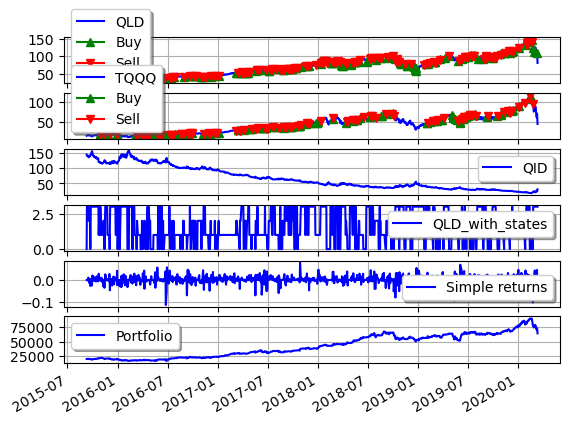 QLD
Buy
Sell
150
100
50
TQQQ
Buy
Sell
100
50
QID
150
100
50
QLD_with_states
2.5
0.0
Simple returns
0.0
−0.1
Portfolio
75000
50000
25000
2015-07
2016-01
2016-07
2017-01
2017-07
2018-01
2018-07
2019-01
2019-07
2020-01